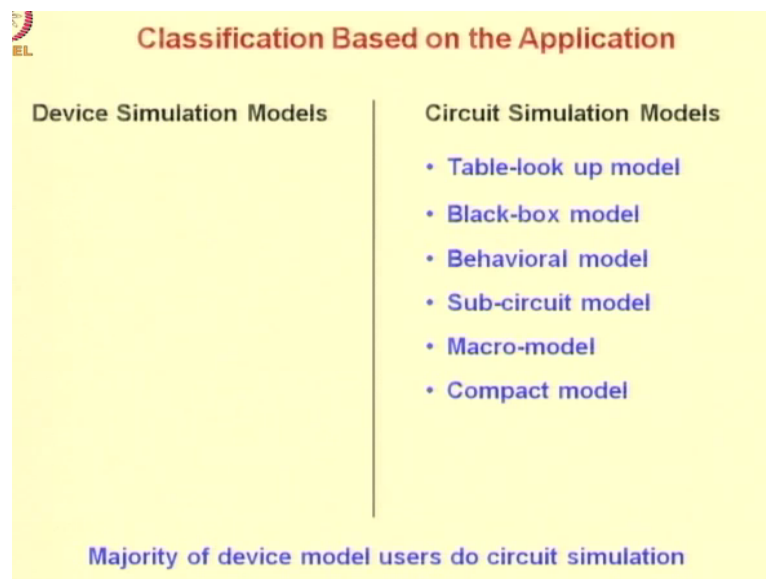 EL
Classification Based on the Application
Device Simulation Models
Circuit Simulation Models
• Table-look up model
• Black-box model
• Behavioral model
• Sub-circuit model
• Macro-model
• Compact model
Majority of device model users do circuit simulation